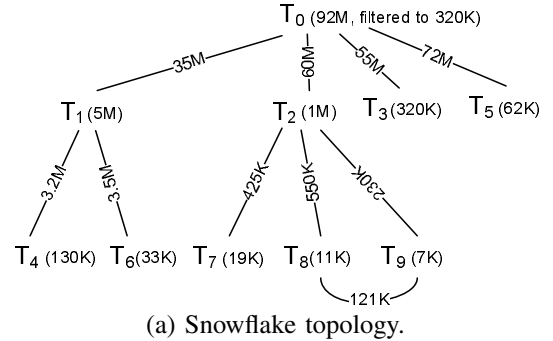 T0 (92M, filtered to 320K)
35M
60M
55M
72M
T1 (5M)
T2 (1M)
T3 (320K)
T5 (62K)
3.2M
3.5M
425K
550K
230K
T4 (130K)
T6 (33K)
T7 (19K)
T8 (11K)
T9 (7K)
121K
(a) Snowflake topology.